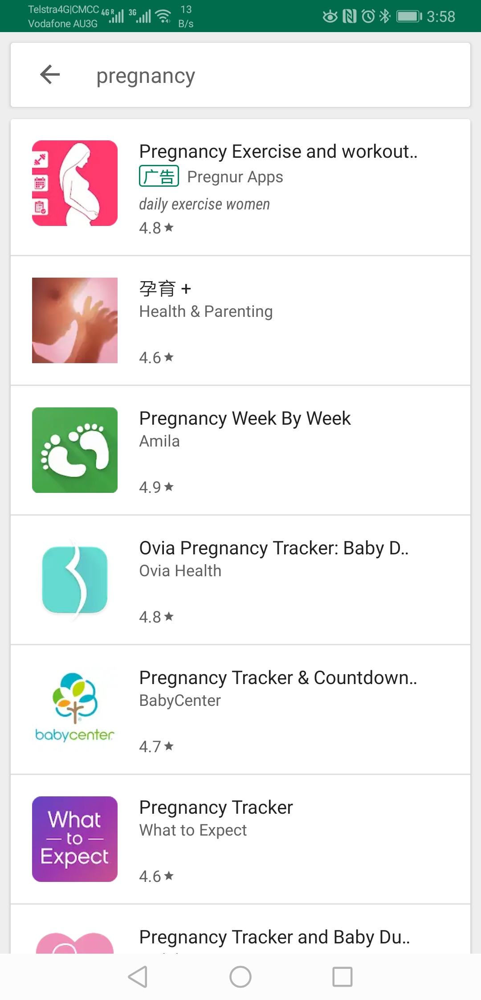 Telstra4G|CMCC 4G R 3G 13
Vodafone AU3G B/s
3:58
pregnancy
Pregnancy Exercise and workout..
广告 Pregnur Apps
daily exercise women
4.8★
孕育 +
Health & Parenting
4.6★
Pregnancy Week By Week
Amila
4.9★
Ovia Pregnancy Tracker: Baby D..
Ovia Health
4.8★
babycenter
Pregnancy Tracker & Countdown..
BabyCenter
4.7★
What
— to —
Expect
Pregnancy Tracker
What to Expect
4.6★
Pregnancy Tracker and Baby Du..